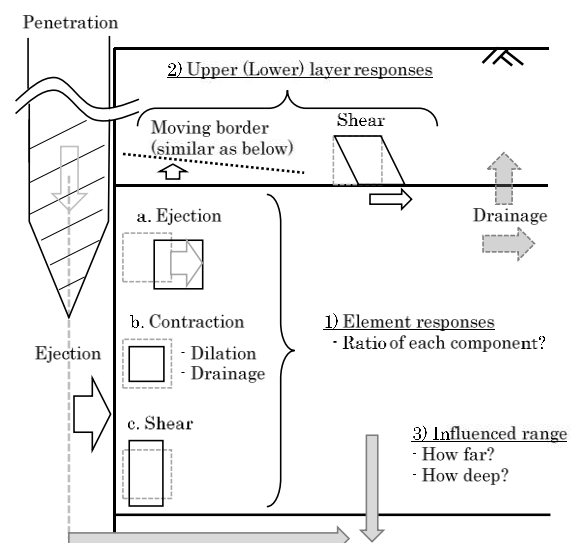 Penetration
2) Upper (Lower) layer responses
Moving border
(similar as below)
Shear
Drainage
a. Ejection
b. Contraction
- Dilation
- Drainage
Ejection
c. Shear
1) Element responses
- Ratio of each component?
3) Influenced range
- How far?
- How deep?